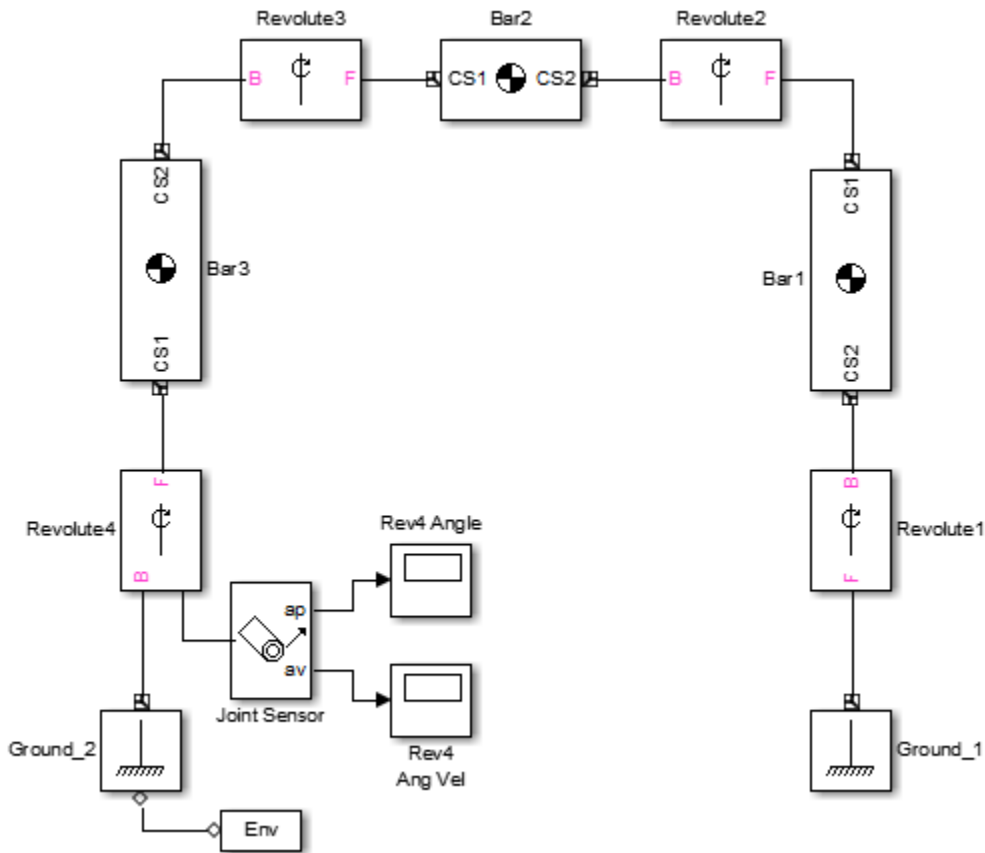 Revolute3
Bar2
Revolute2
B
F
CS1
CS2
B
F
CS2
CS1
Bar3
CS1
CS2
Bar1
F
B
Revolute4
B
F
Revolute1
Rev4 Angle
ap
av
Joint Sensor
Rev4
Ang Vel
Ground_2
Ground_1
Env